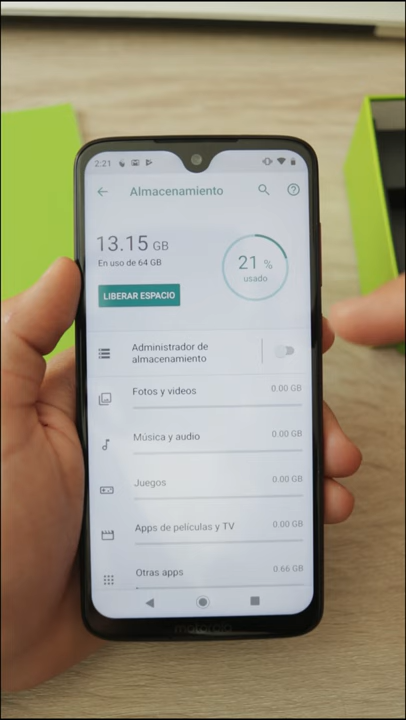 2:21
Almacenamiento
13.15 GB
En uso de 64 GB
21 %
usado
LIBERAR ESPACIO
Administrador de
almacenamiento
Fotos y videos 0.00 GB
Música y audio 0.00 GB
Juegos 0.00 GB
Apps de películas y TV 0.00 GB
Otras apps 0.66 GB
motorola